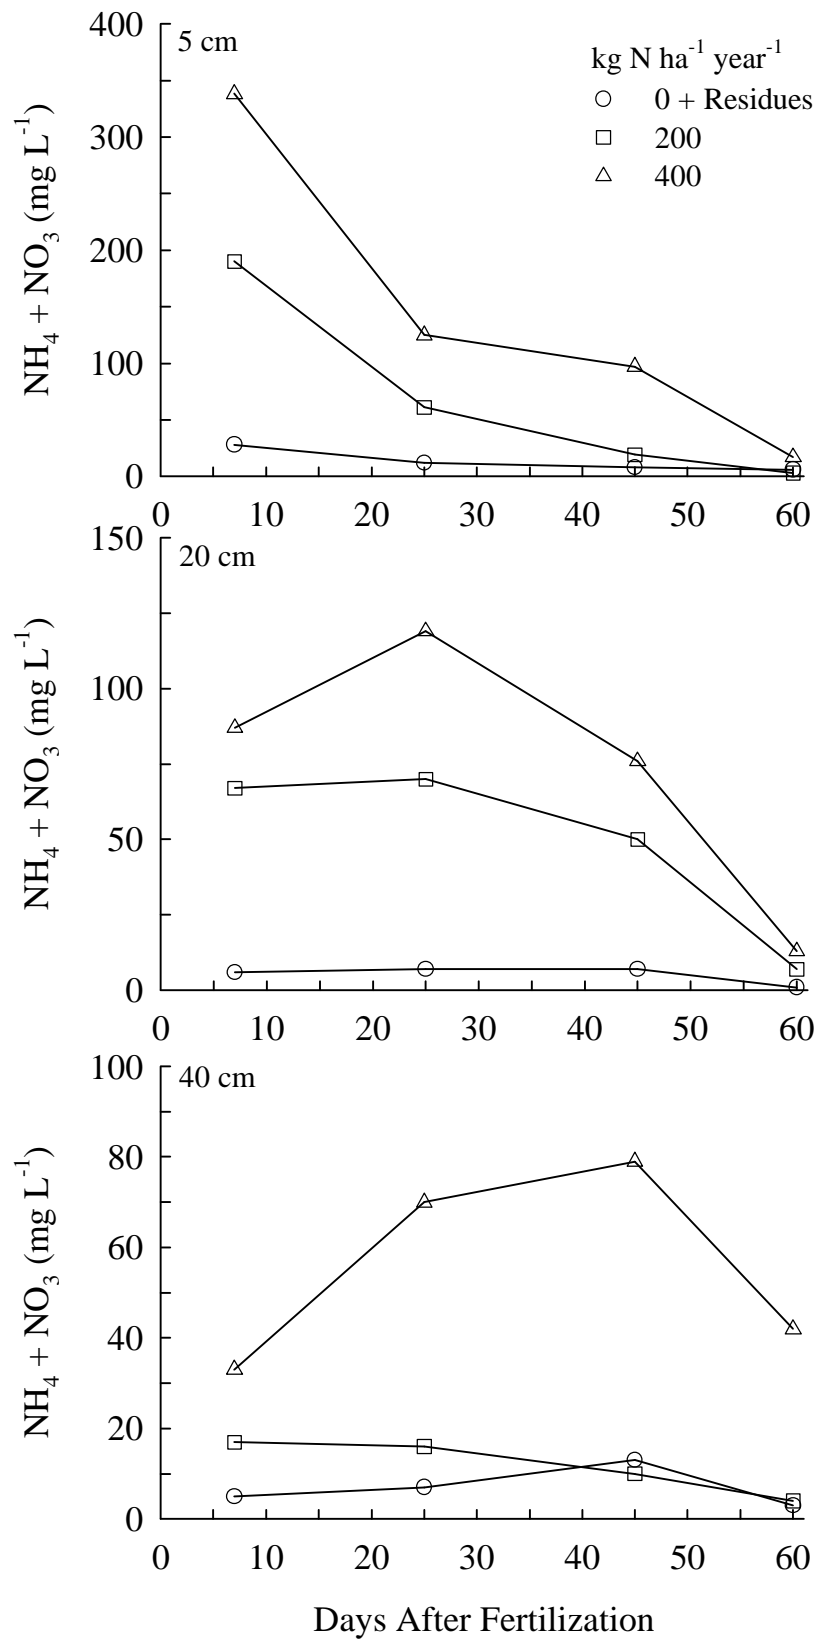 400
5 cm
kg N ha⁻¹ year⁻¹
0 + Residues
200
400
300
200
100
0
NH₄ + NO₃ (mg L⁻¹)
0 10 20 30 40 50 60
150
20 cm
100
50
0
NH₄ + NO₃ (mg L⁻¹)
0 10 20 30 40 50 60
100
40 cm
80
60
40
20
0
NH₄ + NO₃ (mg L⁻¹)
0 10 20 30 40 50 60
Days After Fertilization